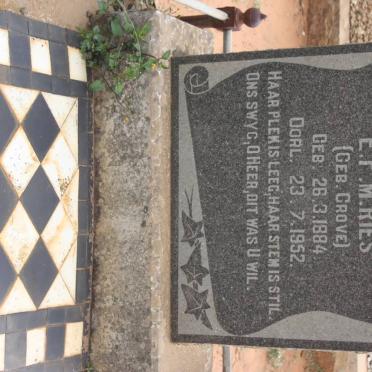 E.F.M. RIES
(GEB. CROVE)
GEB. 26.3.1884
OORL. 23.7.1952.
HAAR PLEK IS LEEG, HAAR STEM IS STIL.
ONS SWYG, O HEER, DIT WAS U WIL.